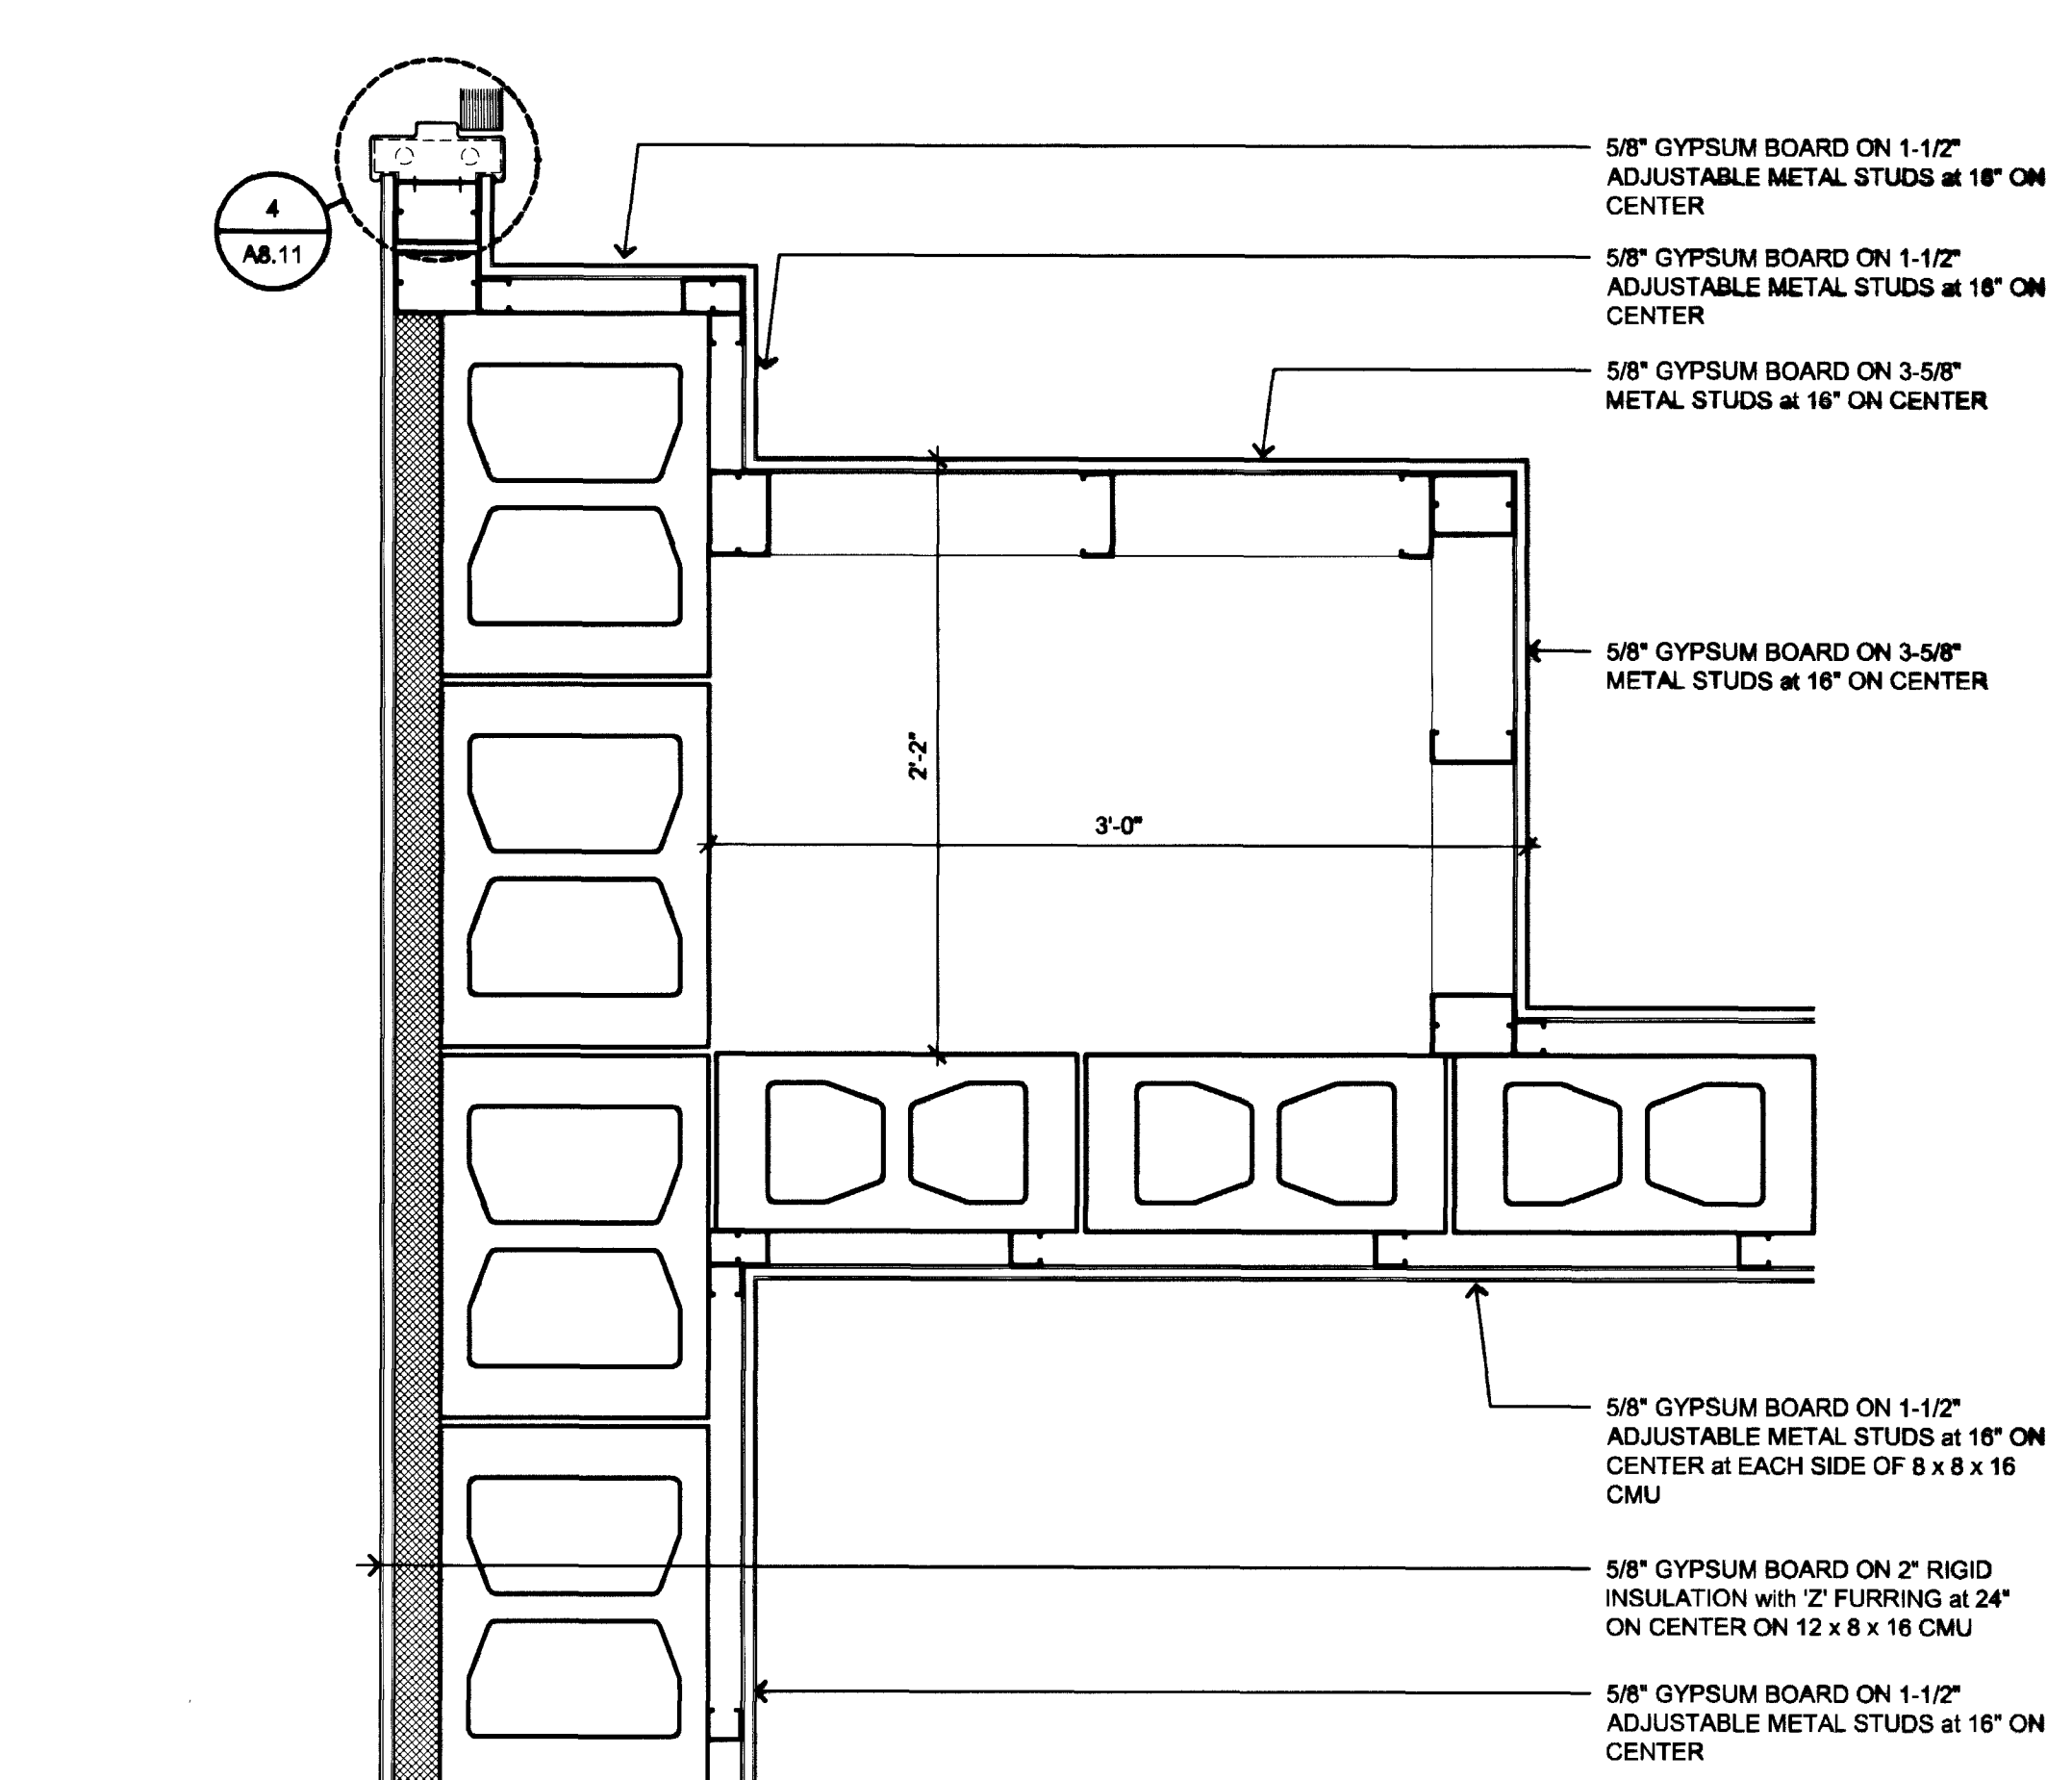 4
A8.11
5/8" GYPSUM BOARD ON 1-1/2"
ADJUSTABLE METAL STUDS at 16" ON
CENTER
5/8" GYPSUM BOARD ON 1-1/2"
ADJUSTABLE METAL STUDS at 16" ON
CENTER
5/8" GYPSUM BOARD ON 3-5/8"
METAL STUDS at 16" ON CENTER
5/8" GYPSUM BOARD ON 3-5/8"
METAL STUDS at 16" ON CENTER
2'-2"
3'-0"
5/8" GYPSUM BOARD ON 1-1/2"
ADJUSTABLE METAL STUDS at 16" ON
CENTER at EACH SIDE OF 8 x 8 x 16
CMU
5/8" GYPSUM BOARD ON 2" RIGID
INSULATION with 'Z' FURRING at 24"
ON CENTER ON 12 x 8 x 16 CMU
5/8" GYPSUM BOARD ON 1-1/2"
ADJUSTABLE METAL STUDS at 16" ON
CENTER